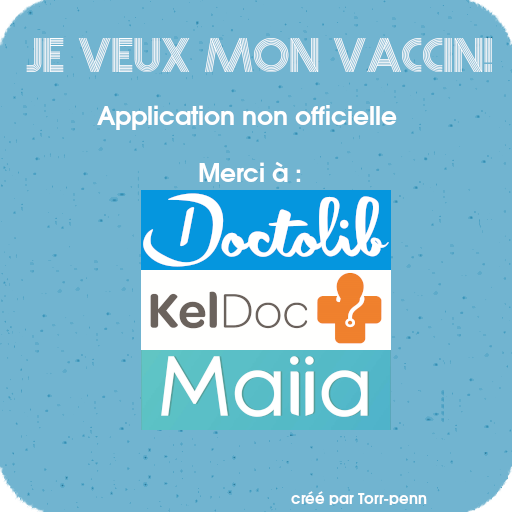 JE VEUX MON VACCIN!
Application non officielle
Merci à :
Doctolib
KelDoc
Maiia
créé par Torr-penn